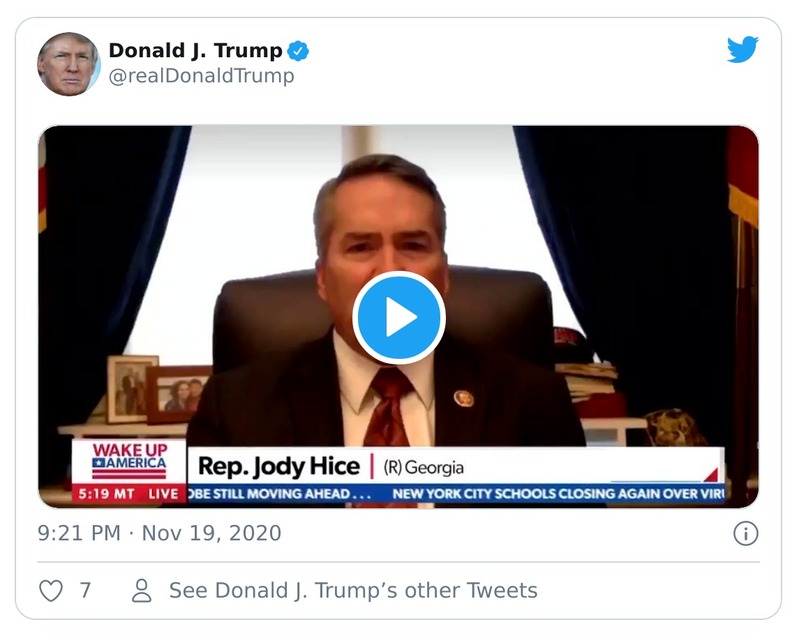 Donald J. Trump
@realDonaldTrump
WAKE UP
AMERICA
Rep. Jody Hice | (R) Georgia
5:19 MT LIVE OBE STILL MOVING AHEAD . . . NEW YORK CITY SCHOOLS CLOSING AGAIN OVER VIRU
9:21 PM · Nov 19, 2020
7 See Donald J. Trump’s other Tweets